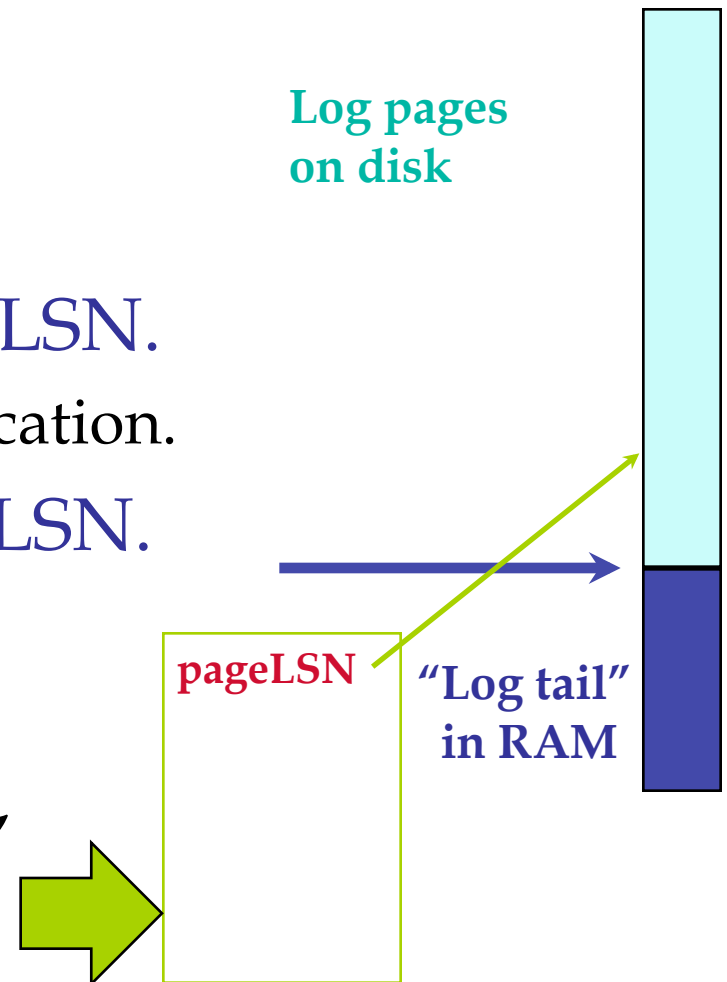 Log pages
on disk
LSN.
cation.
LSN.
pageLSN
“Log tail”
in RAM